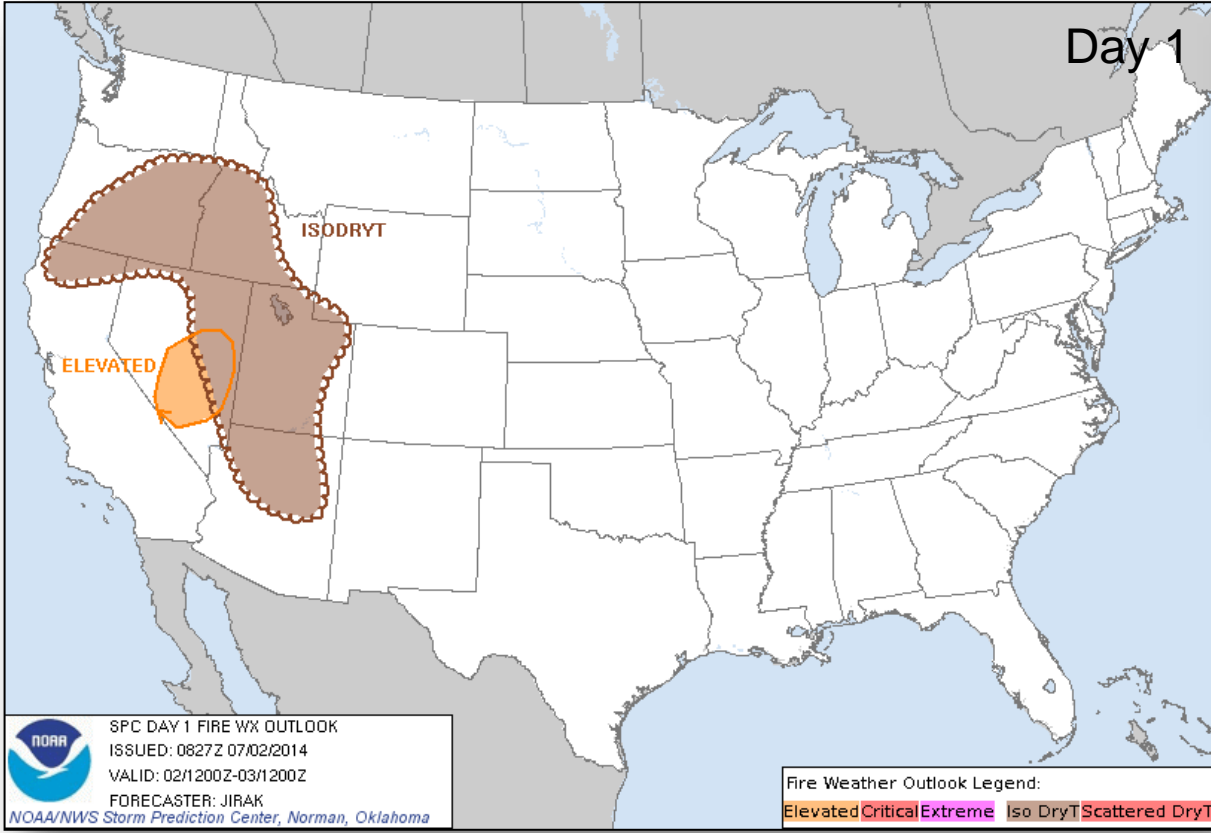 Day 1
ISODRYT
ELEVATED
NOAA
SPC DAY 1 FIRE WX OUTLOOK
ISSUED: 0827Z 07/02/2014
VALID: 02/1200Z-03/1200Z
FORECASTER: JIRAK
NOAA/NWS Storm Prediction Center, Norman, Oklahoma
Fire Weather Outlook Legend:
Elevated Critical Extreme Iso DryT Scattered DryT